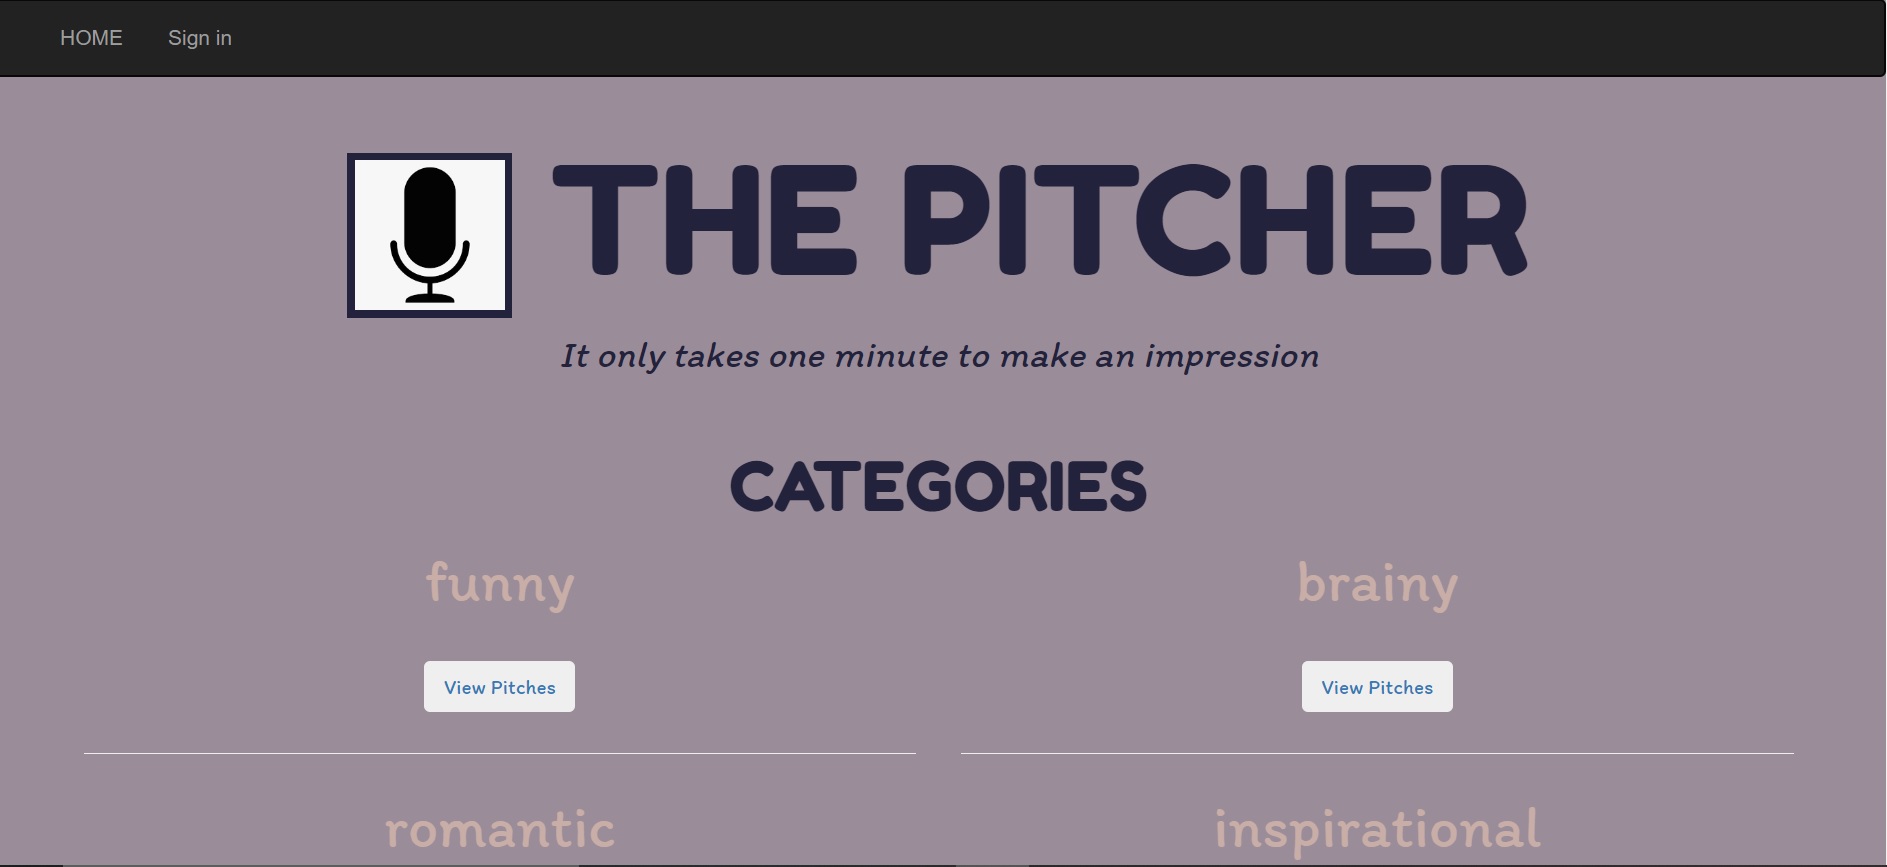 HOME Sign in
THE PITCHER
It only takes one minute to make an impression
CATEGORIES
funny brainy
View Pitches View Pitches
romantic inspirational